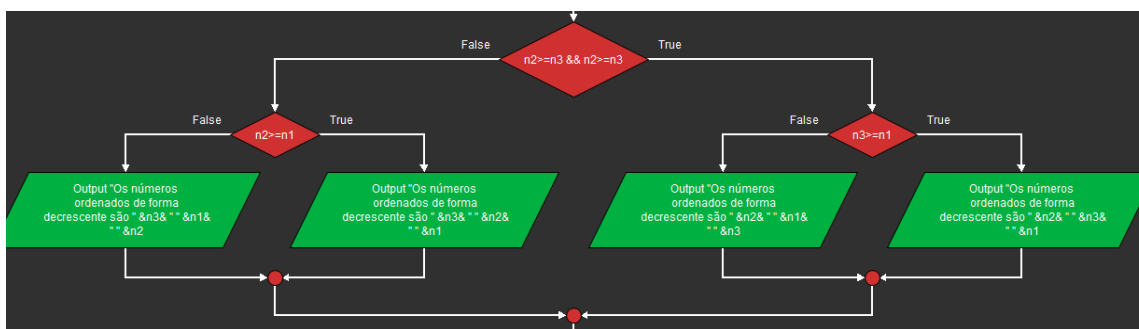 False
True
n2>=n3 && n2>=n3
False
True
n2>=n1
False
True
n3>=n1
Output "Os números
ordenados de forma
decrescente são " &n3& " " &n1&
" " &n2
Output "Os números
ordenados de forma
decrescente são " &n3& " " &n2&
" " &n1
Output "Os números
ordenados de forma
decrescente são " &n2& " " &n1&
" " &n3
Output "Os números
ordenados de forma
decrescente são " &n2& " " &n3&
" " &n1